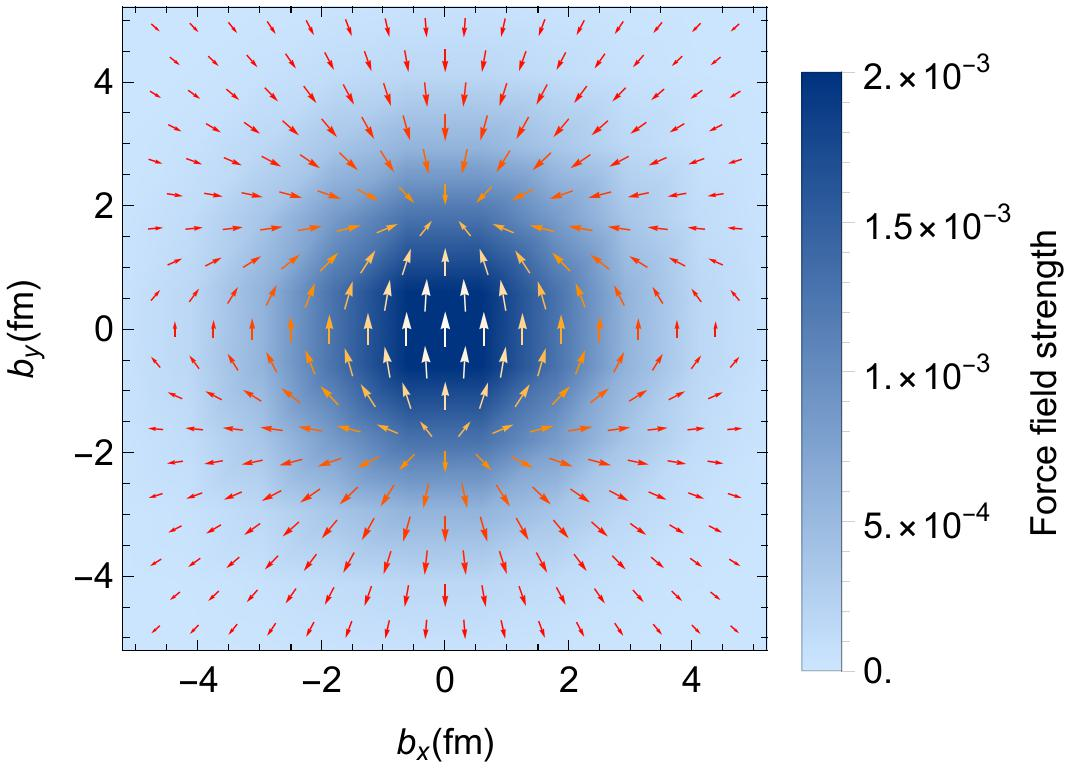 4
2
0
−2
−4
b_y(fm)
−4 −2 0 2 4
b_x(fm)
2.×10⁻³
1.5×10⁻³
1.×10⁻³
5.×10⁻⁴
0.
Force field strength